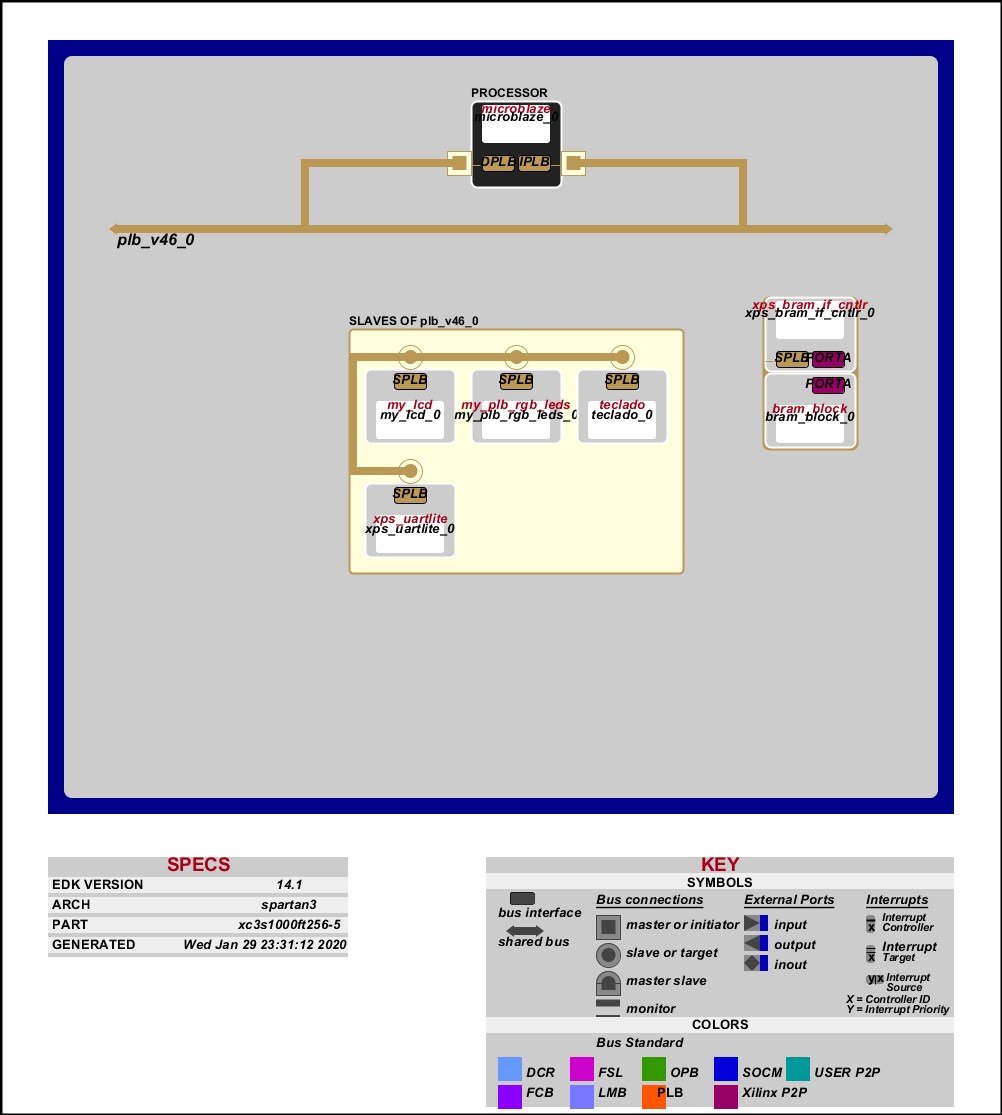 PROCESSOR
microblaze
microblaze_0
DPLB IPLB
plb_v46_0
SLAVES OF plb_v46_0
SPLB SPLB SPLB
my_lcd my_plb_rgb_leds teclado
my_lcd_0 my_plb_rgb_leds_0 teclado_0
SPLB
xps_uartlite
xps_uartlite_0
xps_bram_if_cntlr
xps_bram_if_cntlr_0
SPLB PORTA
PORTA
bram_block
bram_block_0
SPECS
EDK VERSION 14.1
ARCH spartan3
PART xc3s1000ft256-5
GENERATED Wed Jan 29 23:31:12 2020
KEY
SYMBOLS
bus interface
shared bus
Bus connections
master or initiator
slave or target
master slave
monitor
External Ports
input
output
inout
Interrupts
x Interrupt
Controller
x Interrupt
Target
y x Interrupt
Source
X = Controller ID
Y = Interrupt Priority
COLORS
Bus Standard
DCR FSL OPB SOCM USER P2P
FCB LMB PLB Xilinx P2P